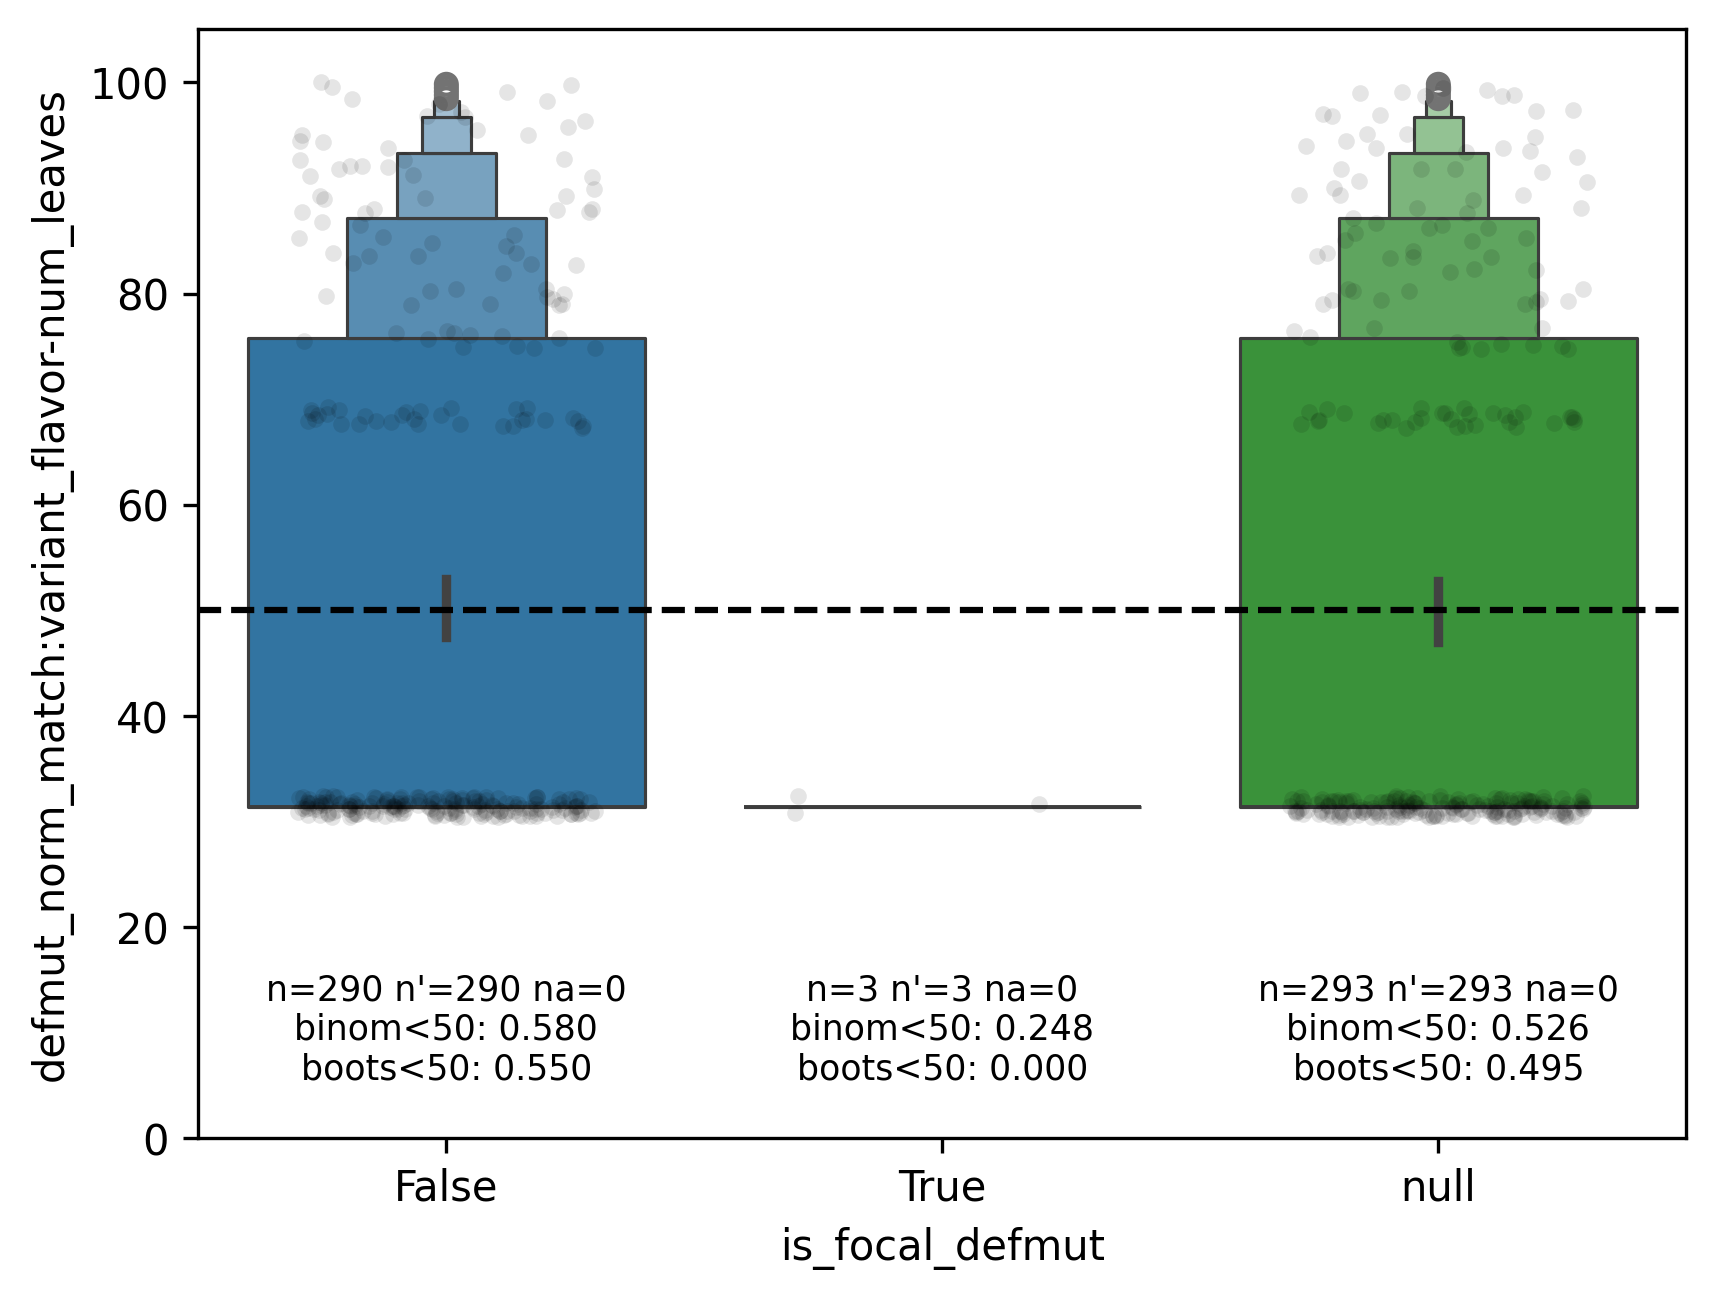 defmut_norm_match:variant_flavor-num_leaves
100
80
60
40
20
0
n=290 n'=290 na=0
binom<50: 0.580
boots<50: 0.550
n=3 n'=3 na=0
binom<50: 0.248
boots<50: 0.000
n=293 n'=293 na=0
binom<50: 0.526
boots<50: 0.495
False
True
null
is_focal_defmut